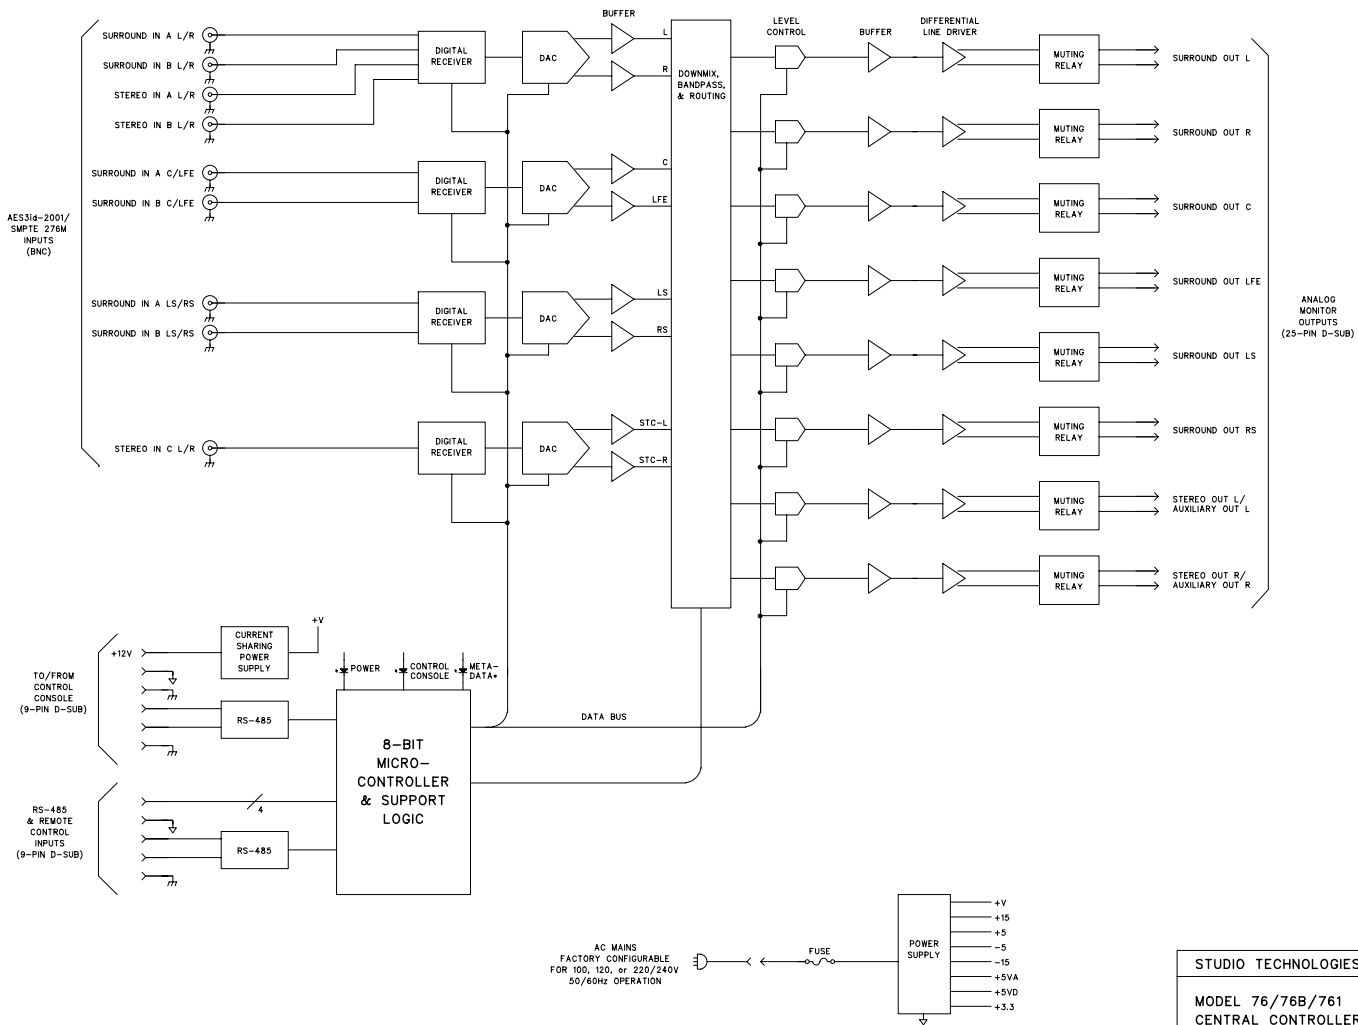 AES3id-2001/
SMPTE 276M
INPUTS
(BNC)
SURROUND IN A L/R
SURROUND IN B L/R
STEREO IN A L/R
STEREO IN B L/R
SURROUND IN A C/LFE
SURROUND IN B C/LFE
SURROUND IN A LS/RS
SURROUND IN B LS/RS
STEREO IN C L/R
DIGITAL
RECEIVER
DIGITAL
RECEIVER
DIGITAL
RECEIVER
DIGITAL
RECEIVER
DAC
DAC
DAC
DAC
BUFFER
L
R
C
LFE
LS
RS
STC-L
STC-R
DOWNMIX,
BANDPASS,
& ROUTING
LEVEL
CONTROL
BUFFER
DIFFERENTIAL
LINE DRIVER
MUTING
RELAY
MUTING
RELAY
MUTING
RELAY
MUTING
RELAY
MUTING
RELAY
MUTING
RELAY
MUTING
RELAY
MUTING
RELAY
SURROUND OUT L
SURROUND OUT R
SURROUND OUT C
SURROUND OUT LFE
SURROUND OUT LS
SURROUND OUT RS
STEREO OUT L/
AUXILIARY OUT L
STEREO OUT R/
AUXILIARY OUT R
ANALOG
MONITOR
OUTPUTS
(25-PIN D-SUB)
TO/FROM
CONTROL
CONSOLE
(9-PIN D-SUB)
+12V
CURRENT
SHARING
POWER
SUPPLY
+V
RS-485
POWER
CONTROL
CONSOLE
META-
DATA*
8-BIT
MICRO-
CONTROLLER
& SUPPORT
LOGIC
DATA BUS
RS-485
& REMOTE
CONTROL
INPUTS
(9-PIN D-SUB)
4
RS-485
AC MAINS
FACTORY CONFIGURABLE
FOR 100, 120, or 220/240V
50/60Hz OPERATION
FUSE
POWER
SUPPLY
+V
+15
+5
-5
-15
+5VA
+5VD
+3.3
STUDIO TECHNOLOGIES
MODEL 76/76B/761
CENTRAL CONTROLLER